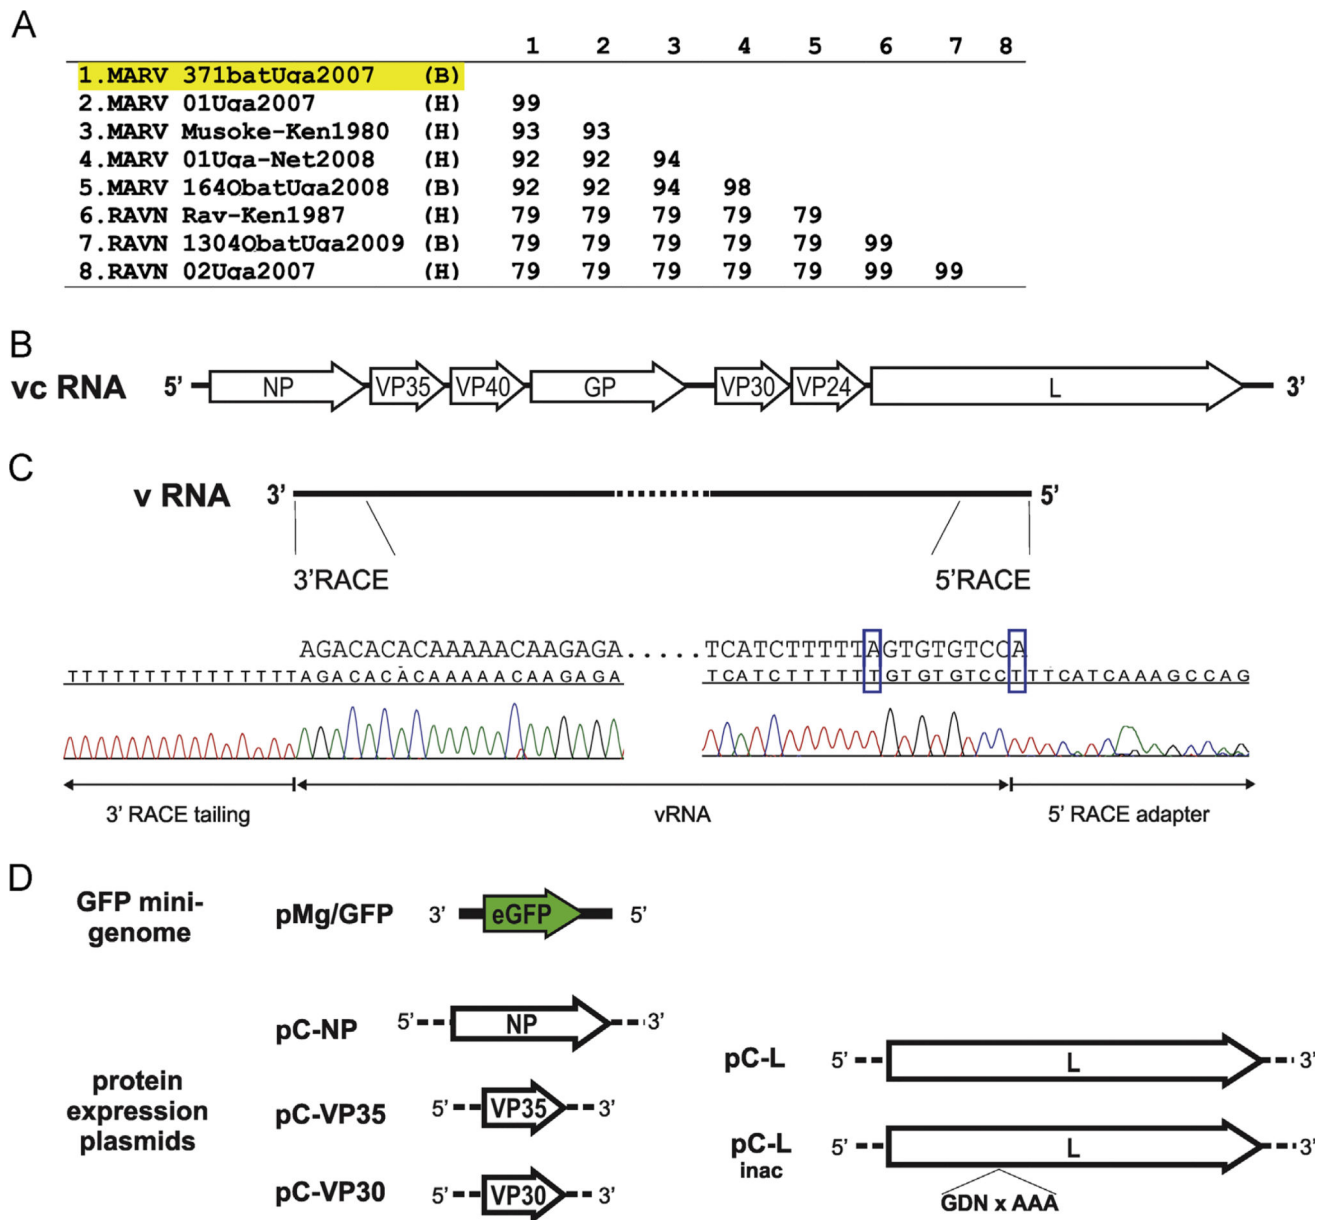 A
1 2 3 4 5 6 7 8
1.MARV 371batUga2007 (B)
2.MARV 01Uga2007 (H) 99
3.MARV Musoke-Ken1980 (H) 93 93
4.MARV 01Uga-Net2008 (H) 92 92 94
5.MARV 164QbatUga2008 (B) 92 92 94 98
6.RAVN Rav-Ken1987 (H) 79 79 79 79 79
7.RAVN 1304QbatUga2009 (B) 79 79 79 79 79 99
8.RAVN 02Uga2007 (H) 79 79 79 79 79 99 99
B
vc RNA 5' NP VP35 VP40 GP VP30 VP24 L 3'
C
v RNA 3' 5'
3'RACE 5'RACE
AGACACACAAAAACAAGAGA.....TCATCTTTTTAGTGTGTCCA
TTTTTTTTTTTTTTTAGACACACAAAAACAAGAGA TCATCTTTTTTGTGTGTCCTTTCATCAAAGCCAG
3' RACE tailing vRNA 5' RACE adapter
D
GFP mini-
genome
pMg/GFP 3' eGFP 5'
protein
expression
plasmids
pC-NP 5' NP 3'
pC-VP35 5' VP35 3'
pC-VP30 5' VP30 3'
pC-L 5' L 3'
pC-L 5' L 3'
inac
GDN x AAA